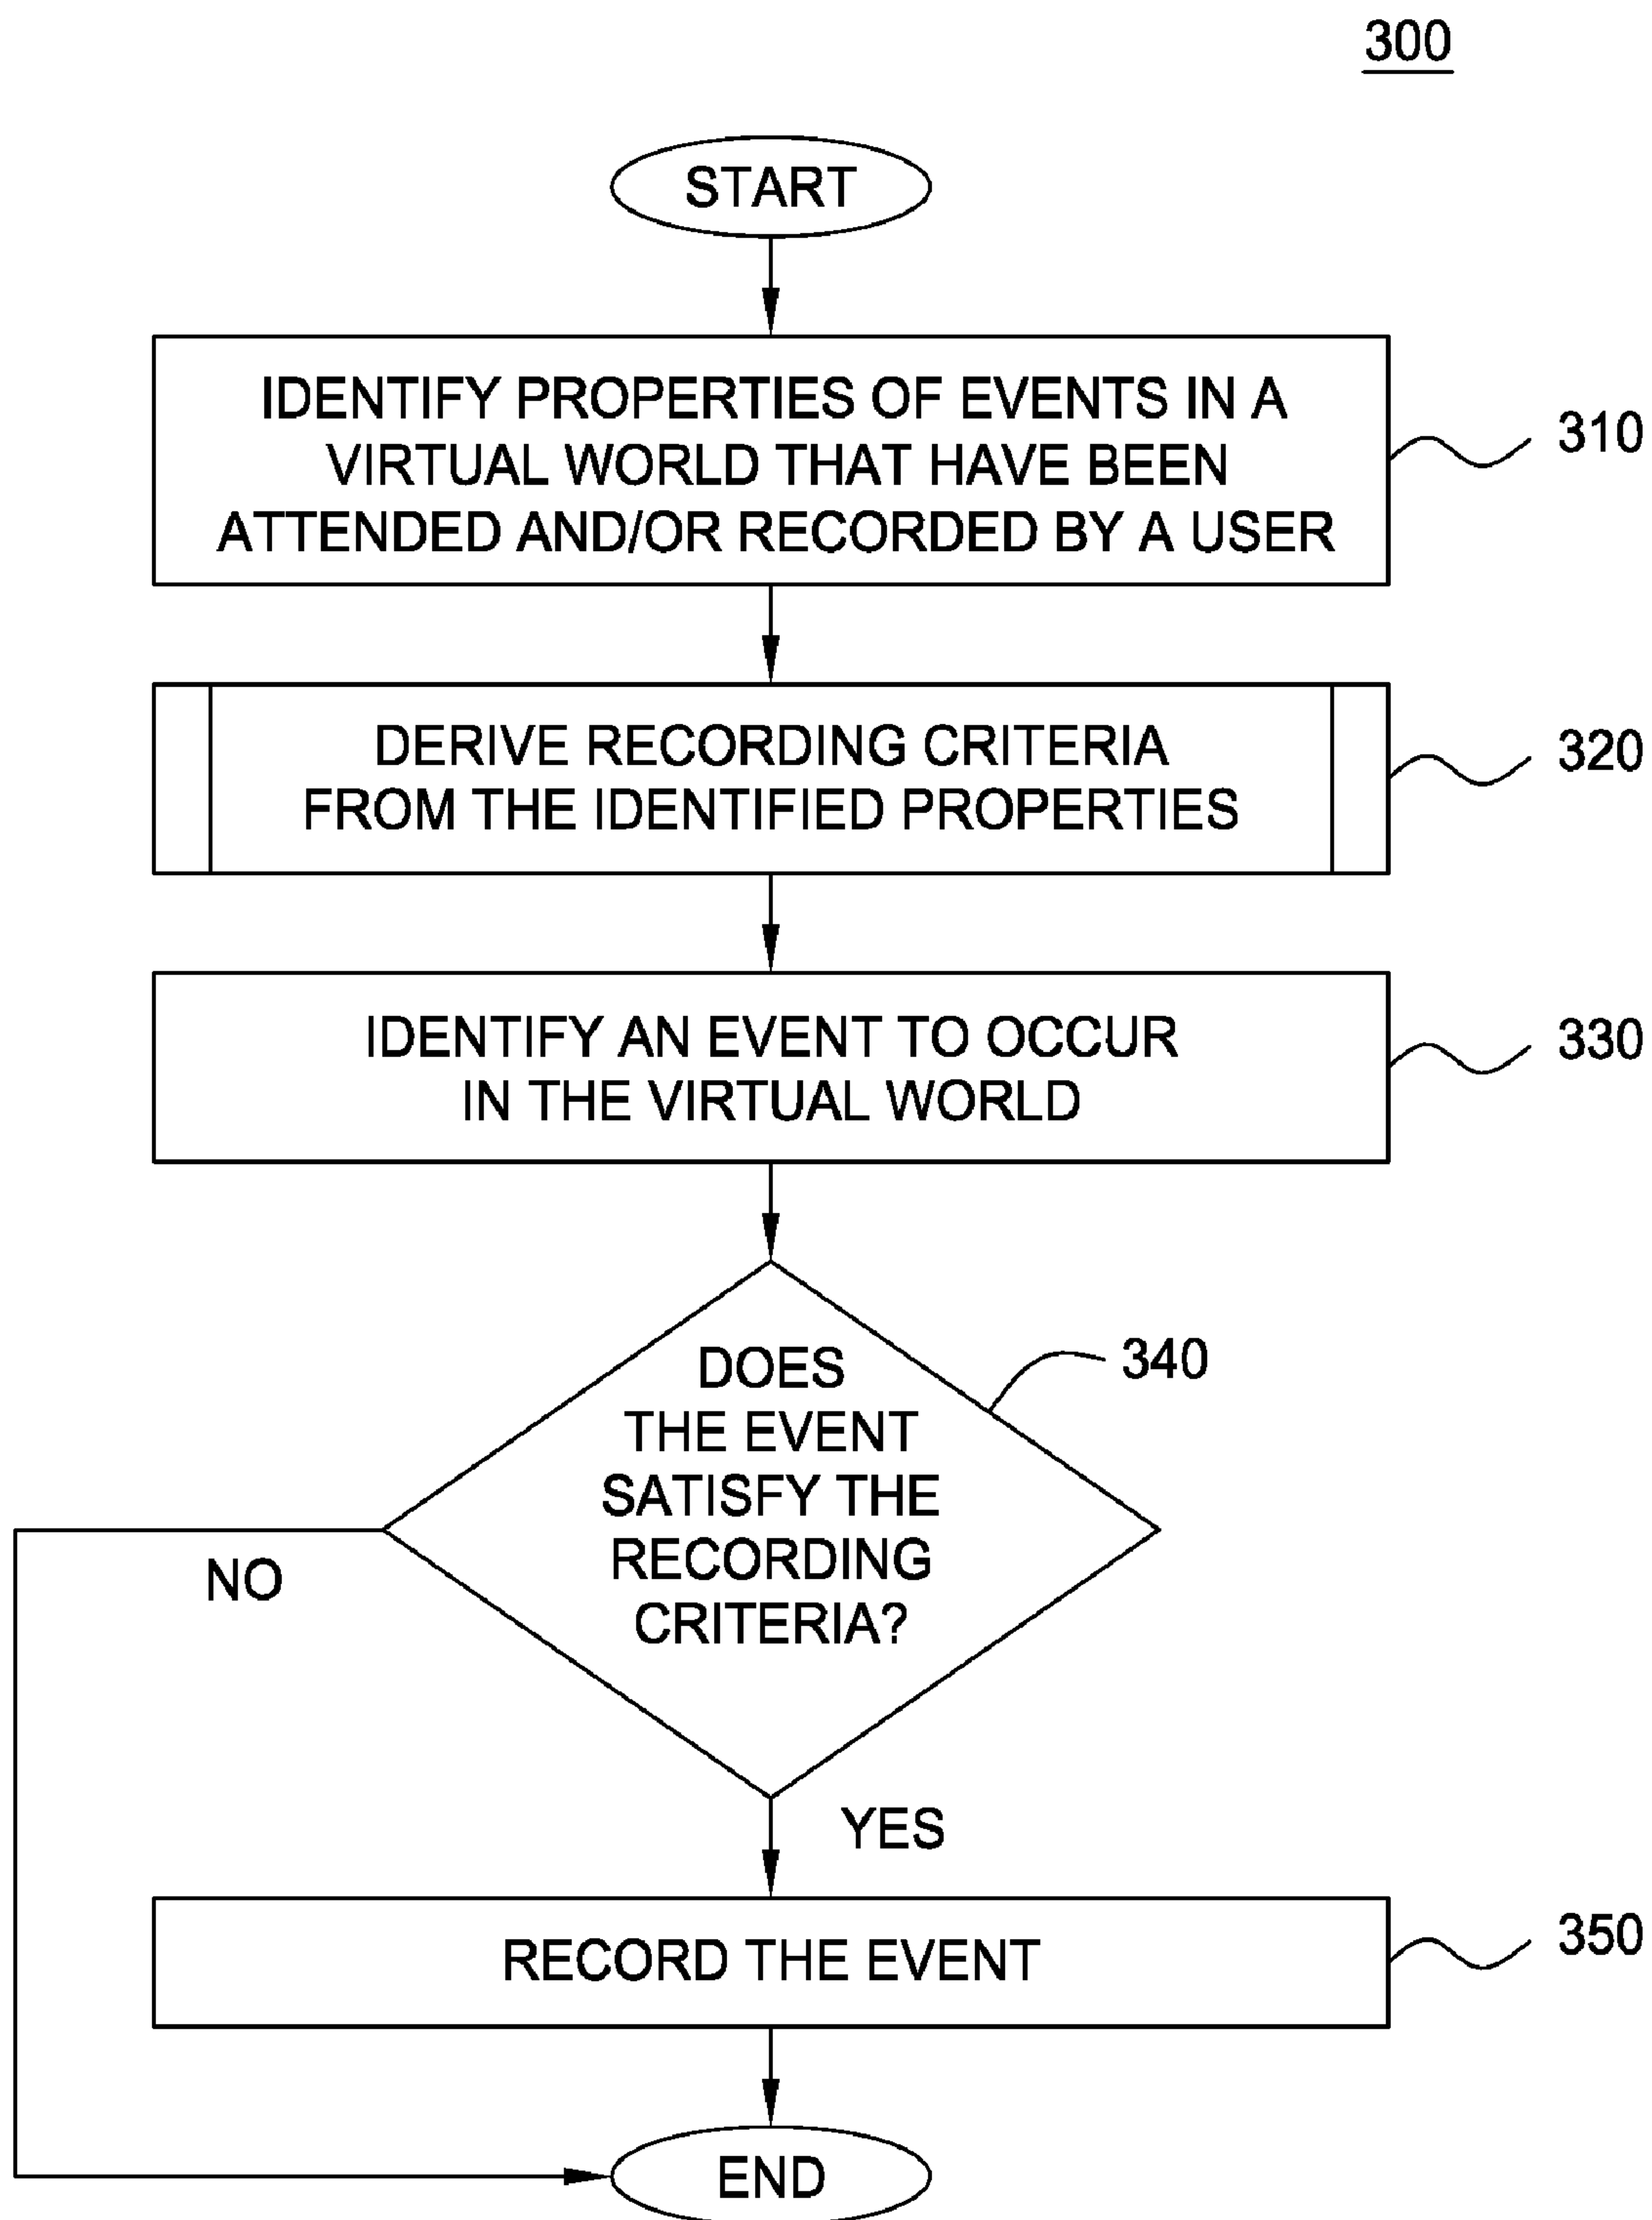 300
START
IDENTIFY PROPERTIES OF EVENTS IN A
VIRTUAL WORLD THAT HAVE BEEN
ATTENDED AND/OR RECORDED BY A USER
310
DERIVE RECORDING CRITERIA
FROM THE IDENTIFIED PROPERTIES
320
IDENTIFY AN EVENT TO OCCUR
IN THE VIRTUAL WORLD
330
DOES
THE EVENT
SATISFY THE
RECORDING
CRITERIA?
340
NO
YES
RECORD THE EVENT
350
END